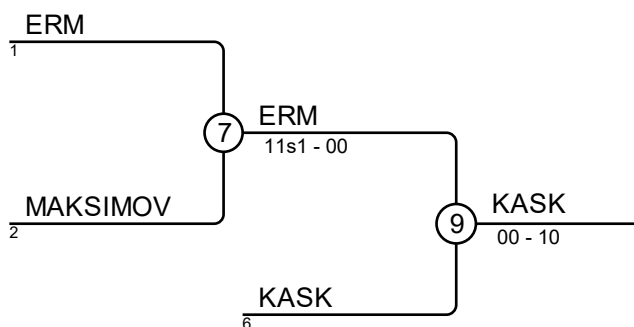 ERM
1
7
ERM
11s1 - 00
MAKSIMOV
2
9
KASK
00 - 10
KASK
6